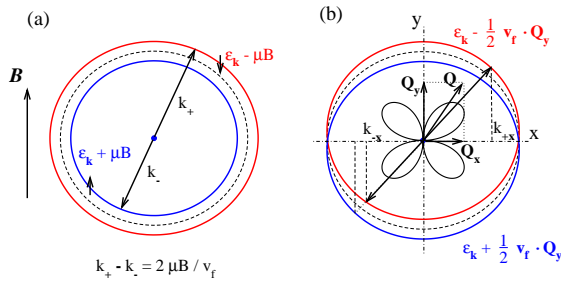 (a)
B
ε_k - μB
k_+
ε_k + μB
k_-
k_+ - k_- = 2 μB / v_f
(b)
y
ε_k - 1/2 v_f · Q_y
Q_y
Q
k_-x
k_+x
x
Q_x
ε_k + 1/2 v_f · Q_y